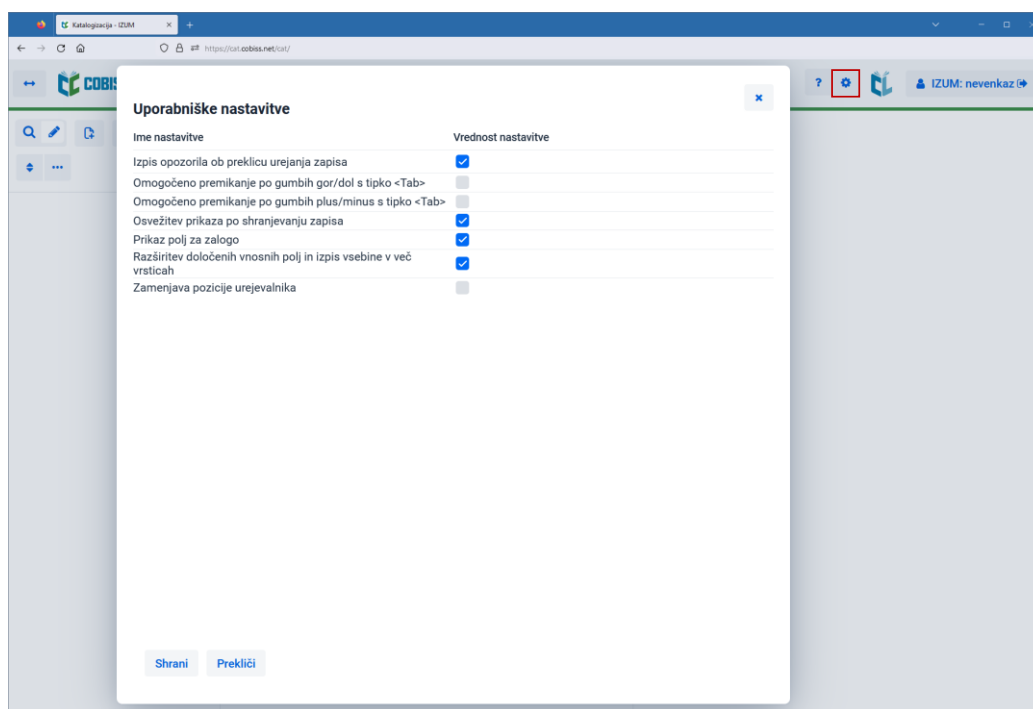 Katalogizacija - IZUM
https://cat.cobiss.net/cat/
COBIS
?
IZUM: nevenkaz
Uporabniške nastavitve
Ime nastavitve Vrednost nastavitve
Izpis opozorila ob preklicu urejanja zapisa
Omogočeno premikanje po gumbih gor/dol s tipko <Tab>
Omogočeno premikanje po gumbih plus/minus s tipko <Tab>
Osvežitev prikaza po shranjevanju zapisa
Prikaz polj za zalogo
Razširitev določenih vnosnih polj in izpis vsebine v več
vrsticah
Zamenjava pozicije urejevalnika
Shrani Prekliči